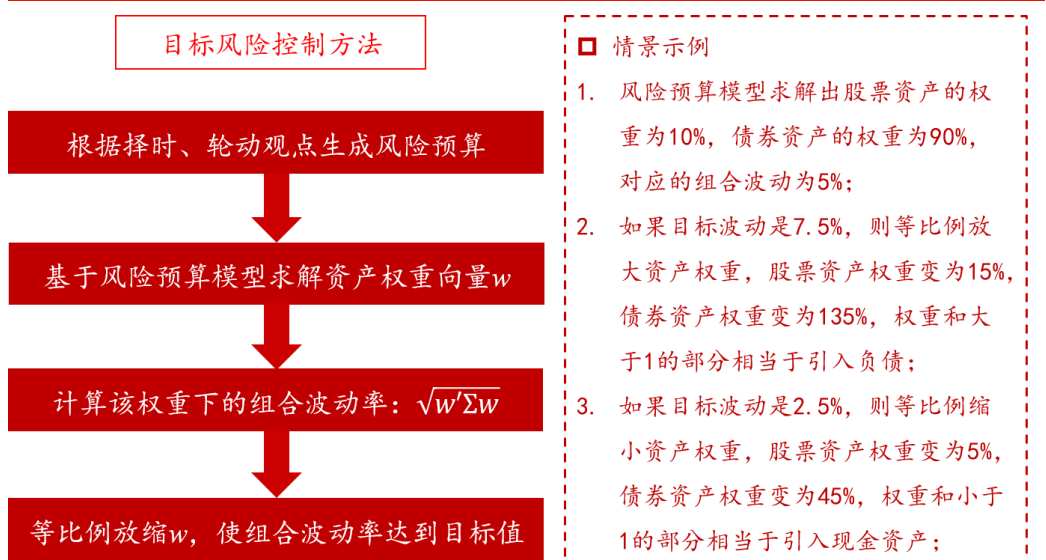 目标风险控制方法
根据择时、轮动观点生成风险预算
基于风险预算模型求解资产权重向量w
计算该权重下的组合波动率：√w′Σw
等比例放缩w，使组合波动率达到目标值
情景示例
1. 风险预算模型求解出股票资产的权
重为10%，债券资产的权重为90%，
对应的组合波动为5%；
2. 如果目标波动是7.5%，则等比例放
大资产权重，股票资产权重变为15%，
债券资产权重变为135%，权重和大
于1的部分相当于引入负债；
3. 如果目标波动是2.5%，则等比例缩
小资产权重，股票资产权重变为5%，
债券资产权重变为45%，权重和小于
1的部分相当于引入现金资产；